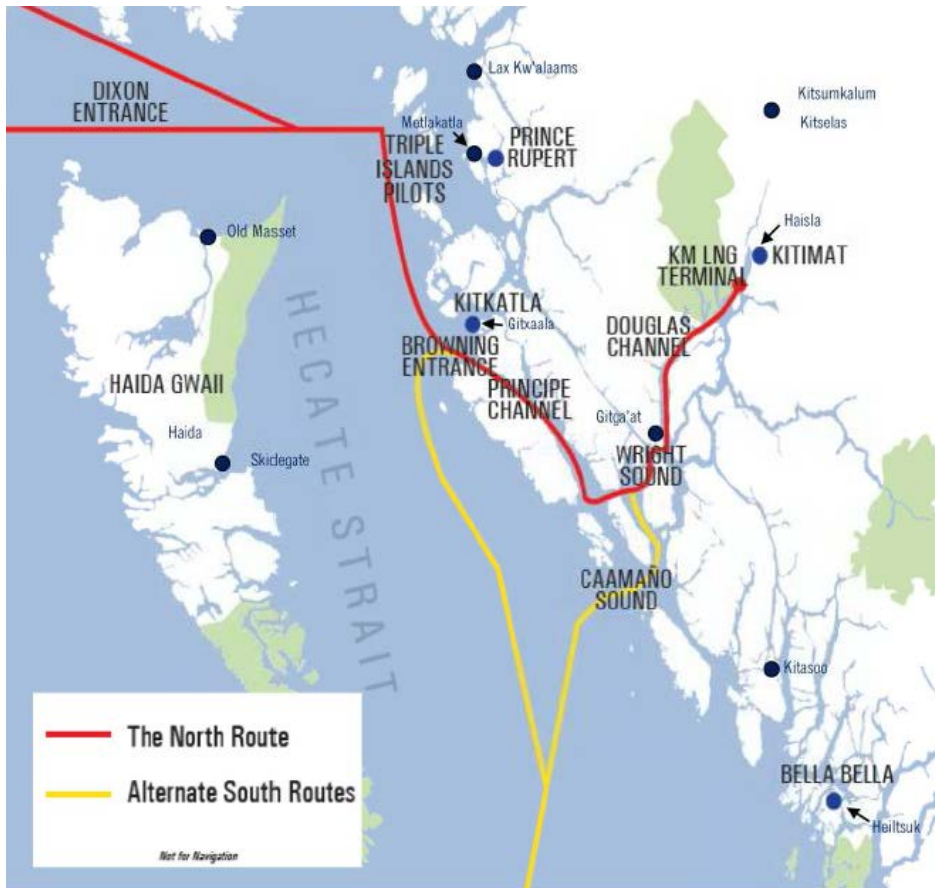 DIXON
ENTRANCE
Lax Kw'alaams
Kitsumkalum
Kitselas
Metlakatla
TRIPLE
ISLANDS
PILOTS
PRINCE
RUPERT
Old Masset
Haisla
KITIMAT
KM LNG
TERMINAL
KITKATLA
Gitxaala
DOUGLAS
CHANNEL
BROWNING
ENTRANCE
HECATE STRAIT
HAIDA GWAII
PRINCIPE
CHANNEL
Haida
Gitga'at
Skidegate
WRIGHT
SOUND
CAAMAÑO
SOUND
Kitasoo
The North Route
Alternate South Routes
Not for Navigation
BELLA BELLA
Heiltsuk